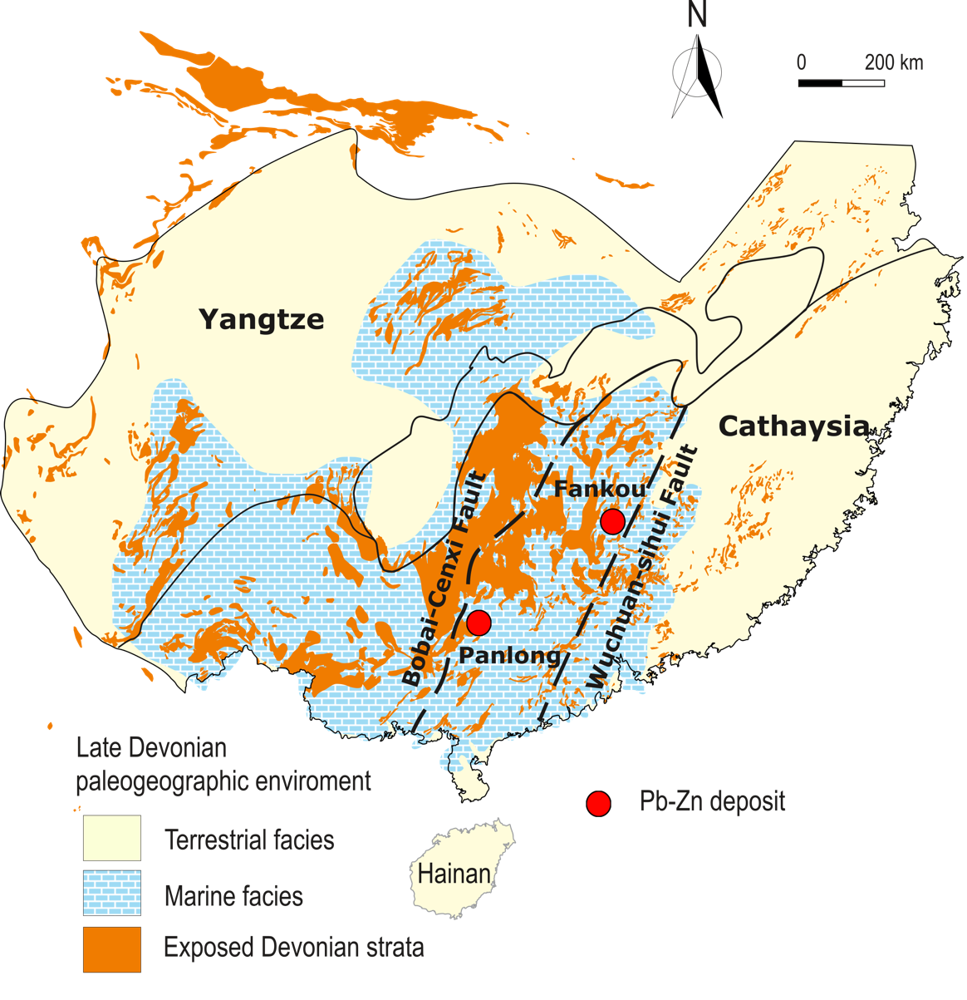 N
0 200 km
Yangtze
Cathaysia
Fankou
Bobai-Cenxi Fault
Wuchuan-sihui Fault
Panlong
Late Devonian
paleogeographic enviroment
Pb-Zn deposit
Terrestrial facies
Hainan
Marine facies
Exposed Devonian strata